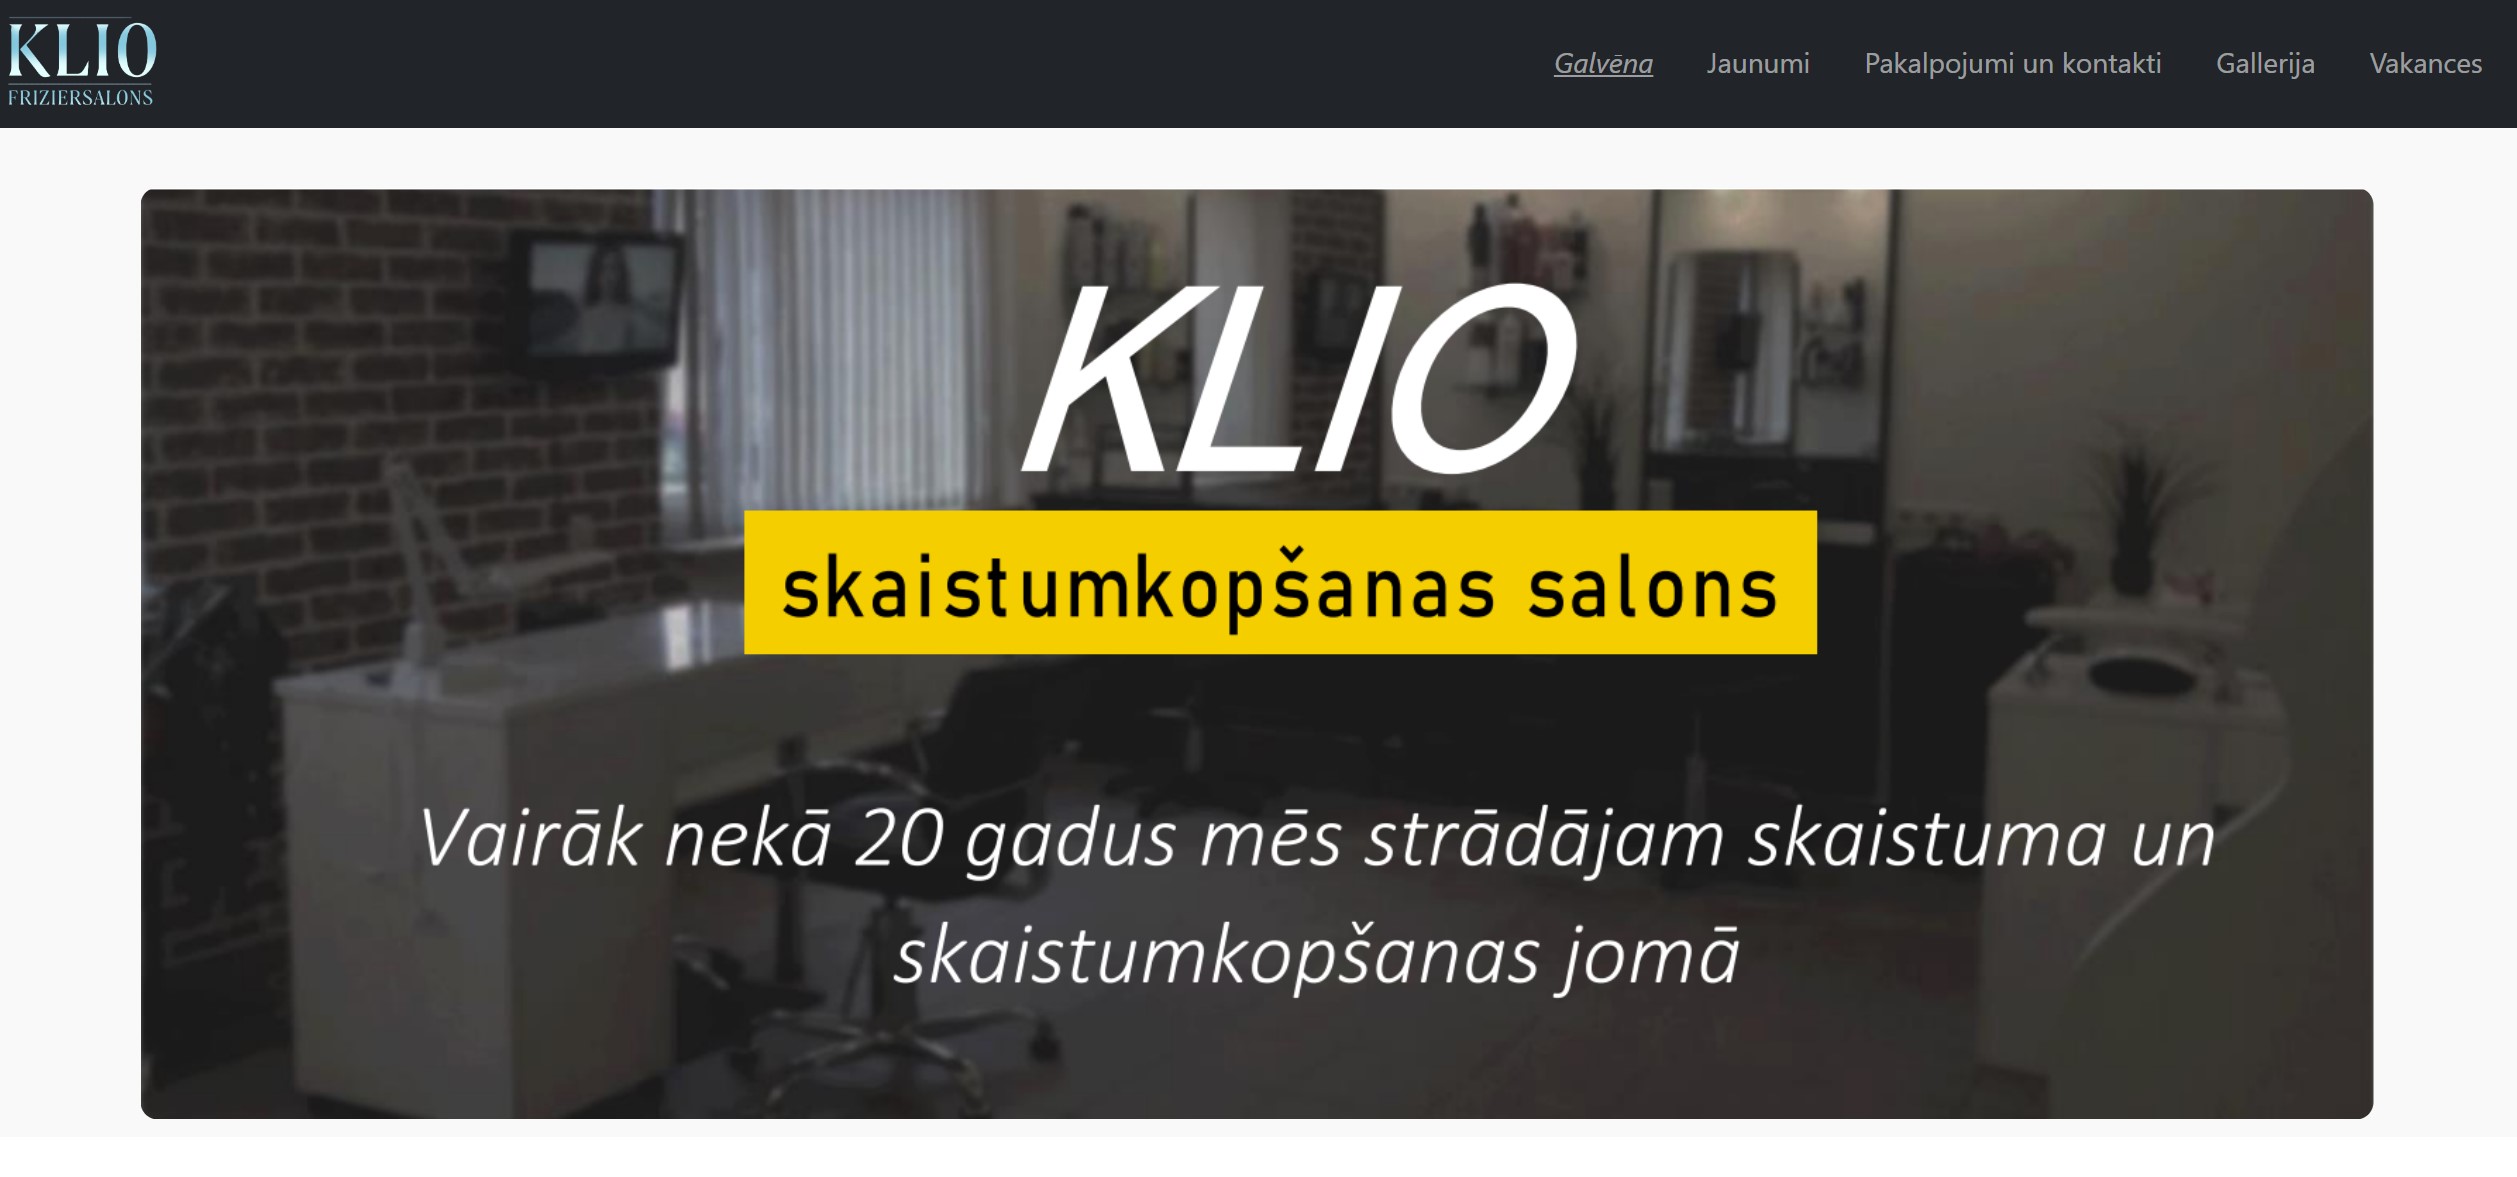 KLIO
FRIZIERSALONS
Galvēna Jaunumi Pakalpojumi un kontakti Gallerija Vakances
KLIO
skaistumkopšanas salons
Vairāk nekā 20 gadus mēs strādājam skaistuma un
skaistumkopšanas jomā